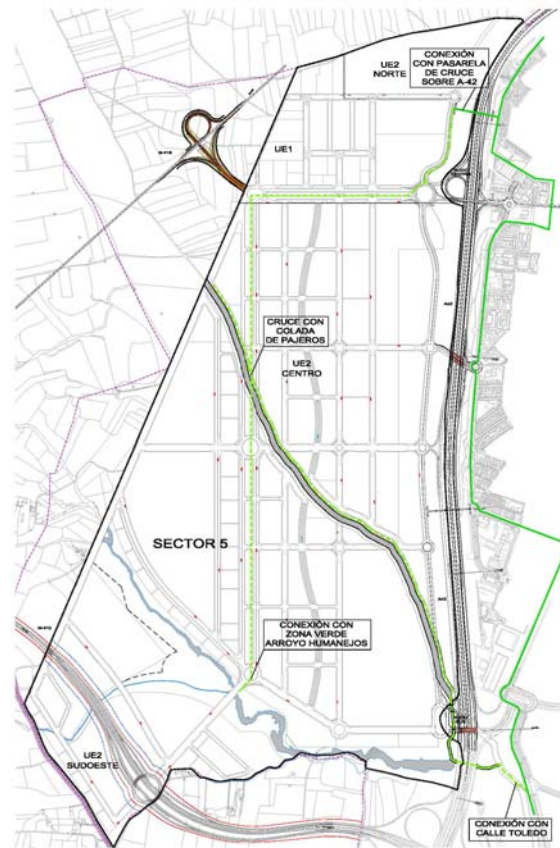 UE2
NORTE
CONEXIÓN
CON PASARELA
DE CRUCE
SOBRE A-42
UE1
CRUCE CON
COLADA
DE PAJEROS
UE2
CENTRO
SECTOR 5
CONEXIÓN CON
ZONA VERDE
ARROYO HUMANEJOS
UE2
SUDOESTE
CONEXIÓN CON
CALLE TOLEDO